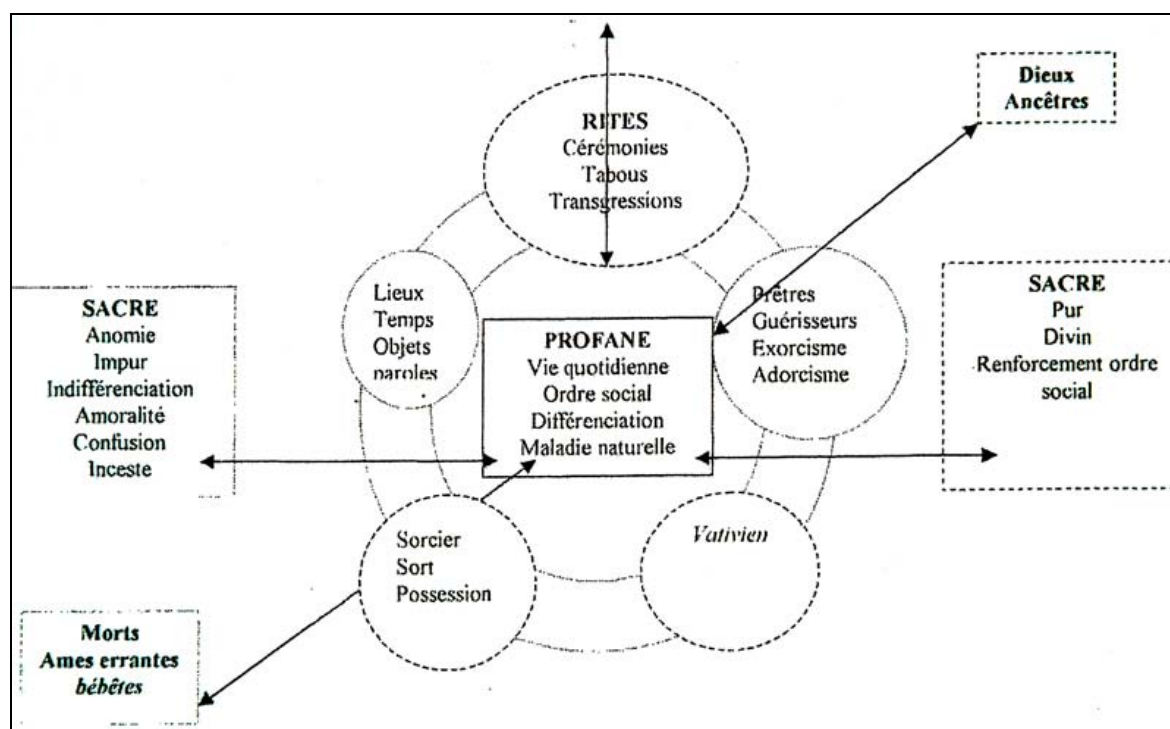 RITES
Cérémonies
Tabous
Transgressions
Dieux
Ancêtres
Lieux
Temps
Objets
paroles
Prêtres
Guérisseurs
Exorcisme
Adorcisme
SACRE
Anomie
Impur
Indifférenciation
Amoralité
Confusion
Inceste
PROFANE
Vie quotidienne
Ordre social
Différenciation
Maladie naturelle
SACRE
Pur
Divin
Renforcement ordre
social
Sorcier
Sort
Possession
Vativien
Morts
Ames errantes
bébêtes